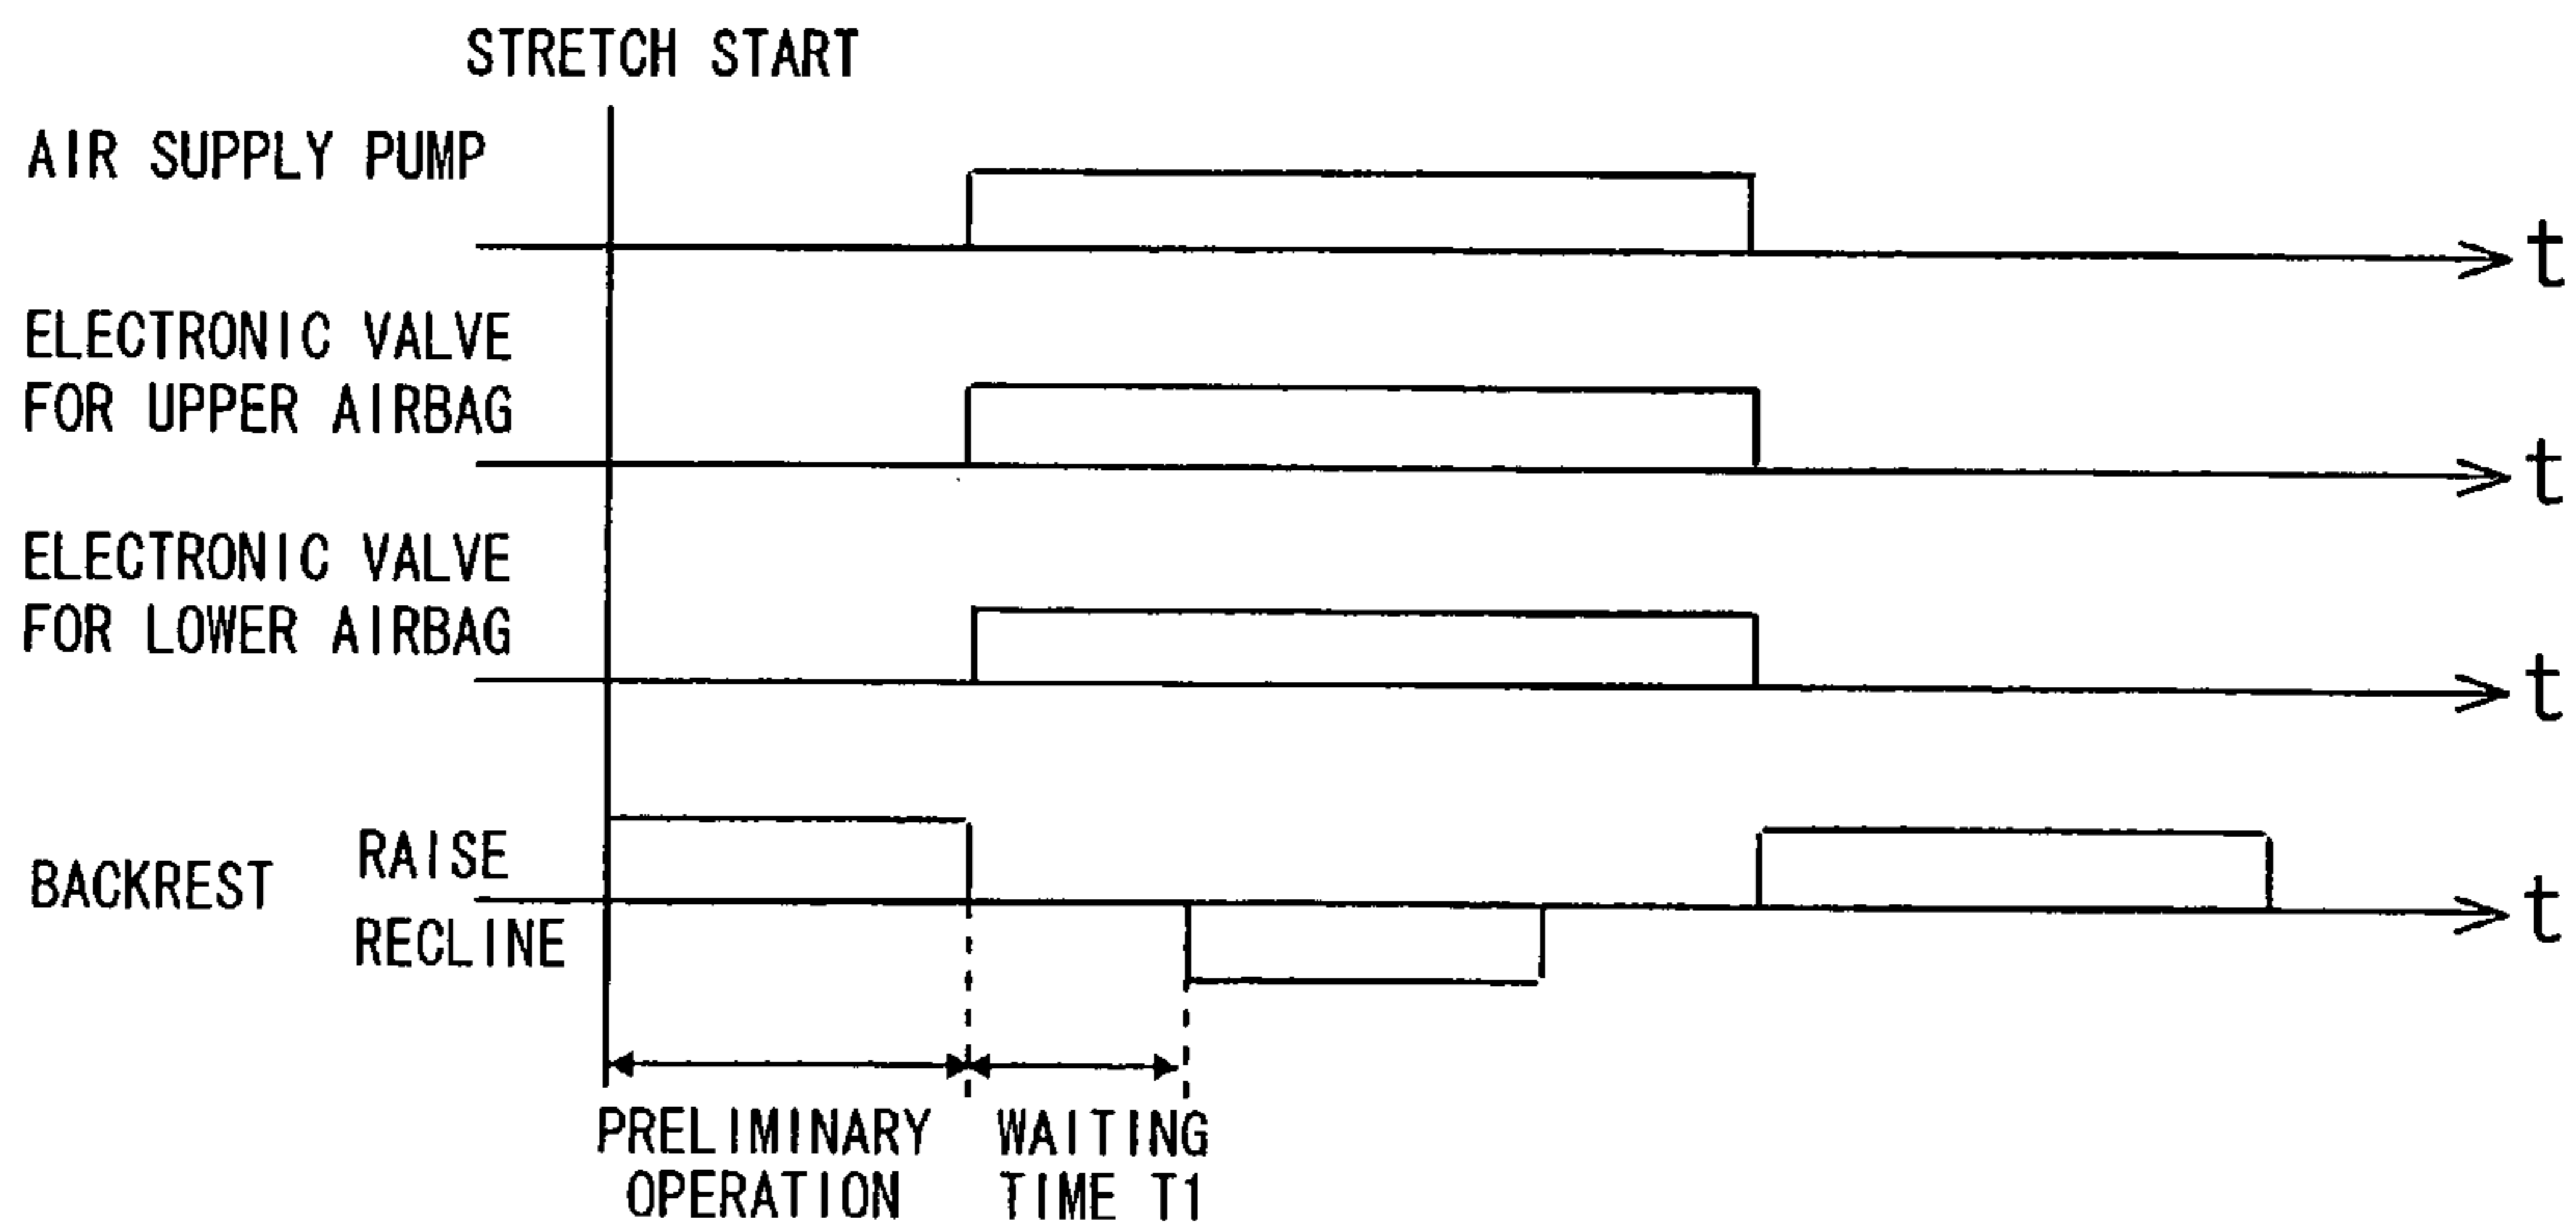 STRETCH START
AIR SUPPLY PUMP
t
ELECTRONIC VALVE
FOR UPPER AIRBAG
t
ELECTRONIC VALVE
FOR LOWER AIRBAG
t
BACKREST
RAISE
RECLINE
t
PRELIMINARY
OPERATION
WAITING
TIME T1